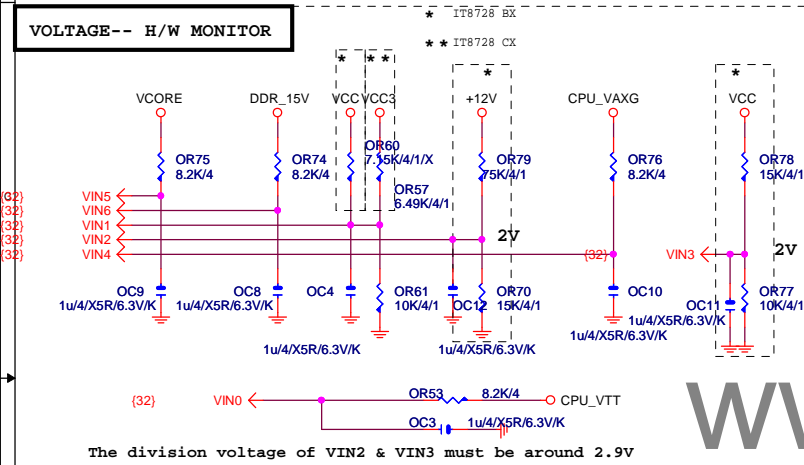 * IT8728 BX
VOLTAGE-- H/W MONITOR
** IT8728 CX
* ** * *
VCORE DDR_15V VCC VCC3 +12V CPU_VAXG VCC
OR60
7.15K/4/1/X
OR75 OR74 OR79 OR76 OR78
8.2K/4 8.2K/4 75K/4/1 8.2K/4 15K/4/1
OR57
6.49K/4/1
{32} VIN5
{32} VIN6
{32} VIN1
{32} VIN2 2V
{32} VIN4 {32} VIN3 2V
OC9 OC8 OC4 OR61 OC12 OR70 OC10 OC11 OR77
1u/4/X5R/6.3V/K 1u/4/X5R/6.3V/K 10K/4/1 15K/4/1 1u/4/X5R/6.3V/K 10K/4/1
1u/4/X5R/6.3V/K 1u/4/X5R/6.3V/K 1u/4/X5R/6.3V/K
{32} VIN0 OR53 8.2K/4 CPU_VTT
OC3 1u/4/X5R/6.3V/K
The division voltage of VIN2 & VIN3 must be around 2.9V